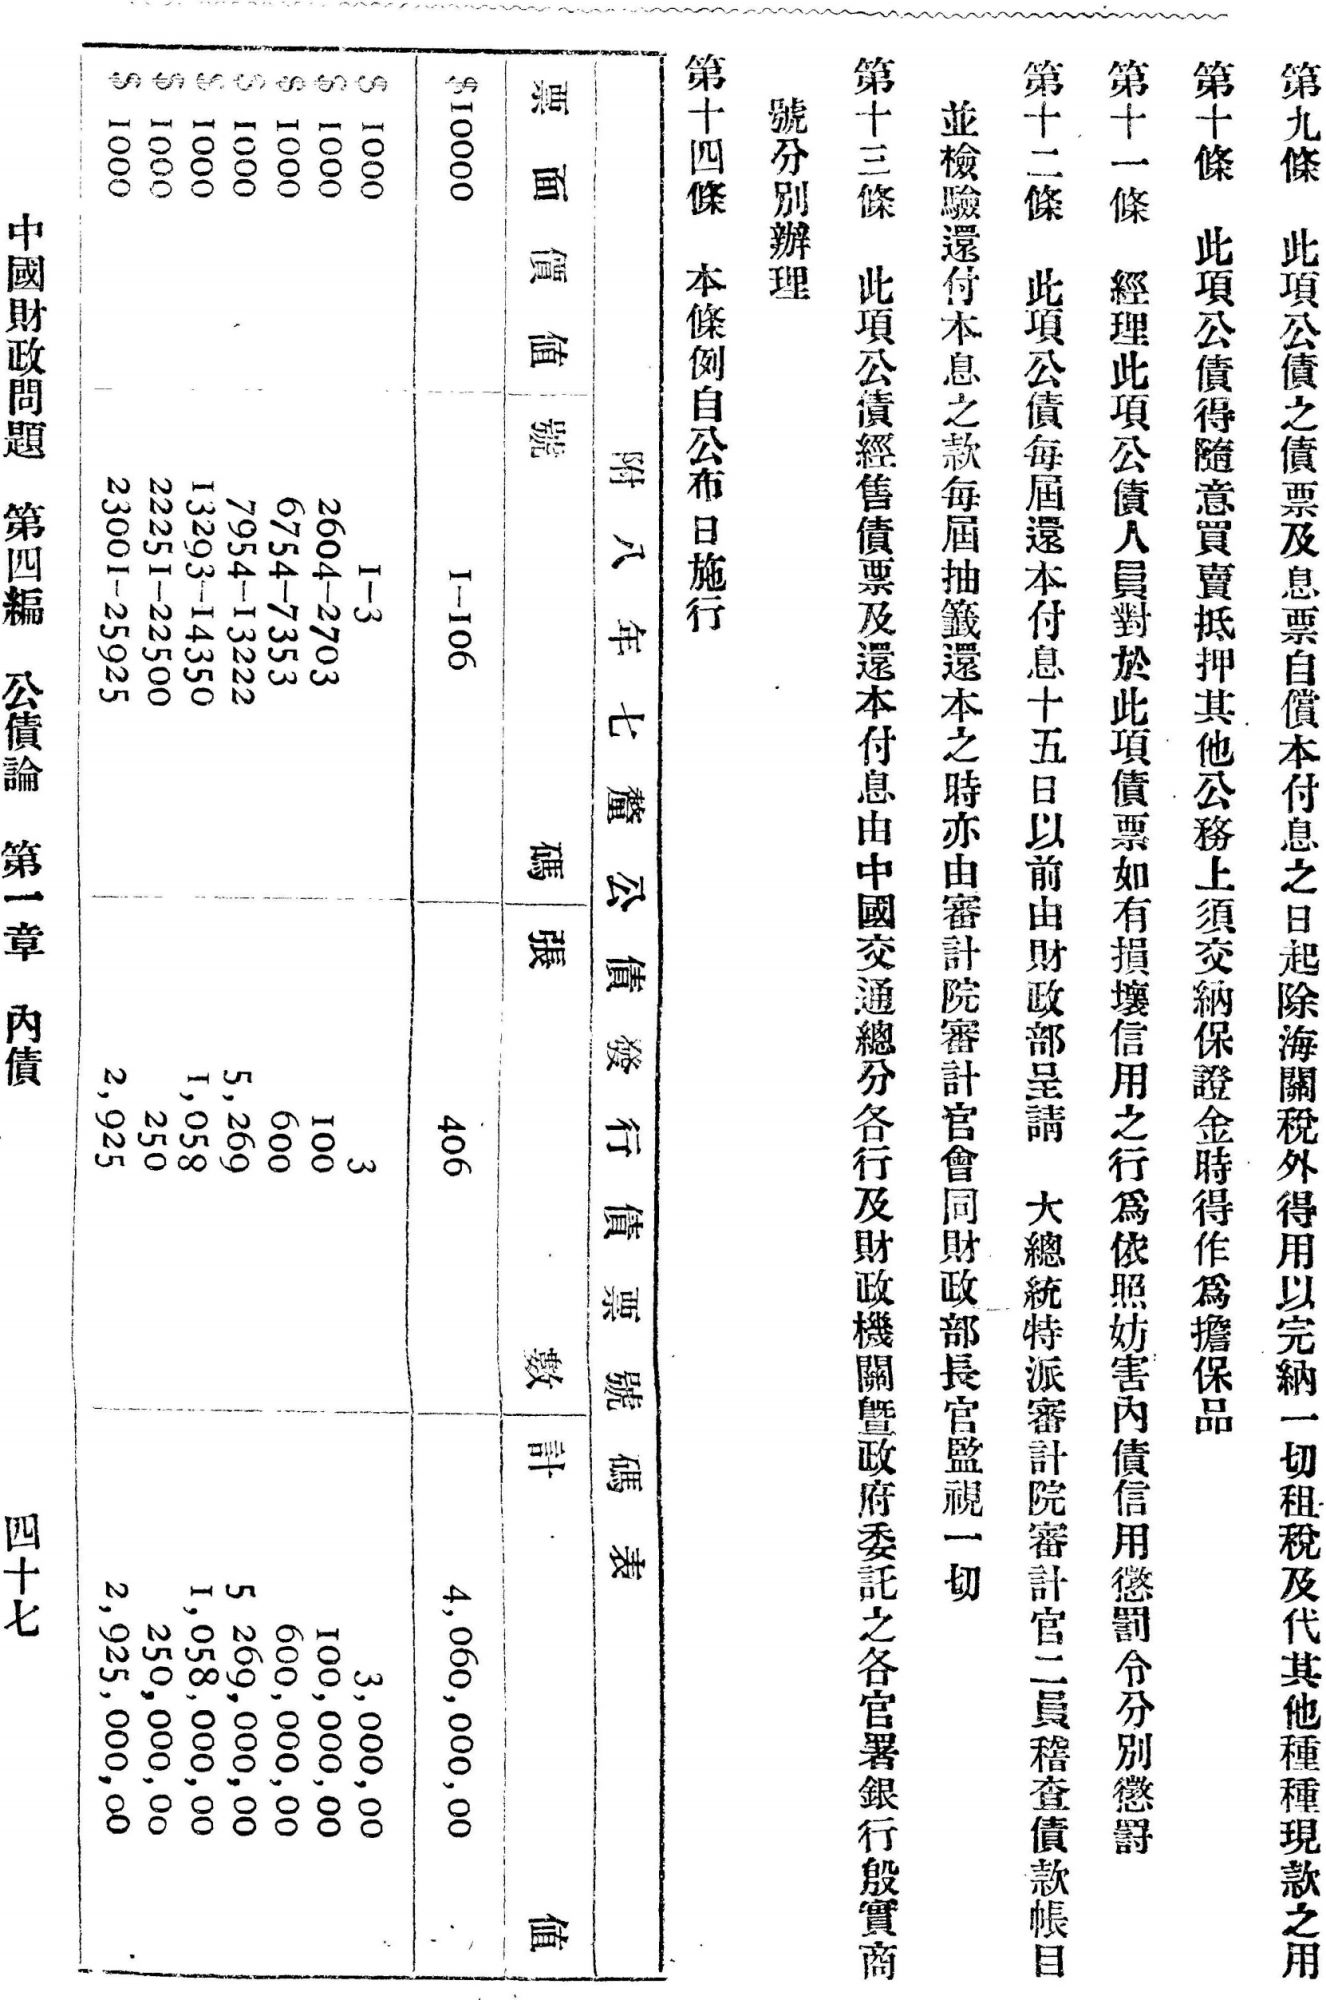 第九條　此項公債之債票及息票自償本付息之日起除海關稅外得用以完納一切租稅及代其他種種現款之用
第十條　此項公債得隨意買賣抵押其他公務上須交納保證金時得作爲擔保品
第十一條　經理此項公債人員對於此項債票如有損壞信用之行爲依照妨害內債信用懲罰令分別懲罰
第十二條　此項公債每屆還本付息十五日以前由財政部呈請　大總統特派審計院審計官二員稽查債款帳目
並檢驗還付本息之款每屆抽籤還本之時亦由審計院審計官會同財政部長官監視一切
第十三條　此項公債經售債票及還本付息由中國交通總分各行及財政機關曁政府委託之各官署銀行殷實商
號分別辦理
第十四條　本條例自公布日施行
附八年七釐公債發行債票號碼表
票面價值　號碼　張數　計值
$10000　1—106　406　4,060,000,00
$ 1000　1—3　3　3,000,00
$ 1000　2604—2703　100　100,000,00
$ 1000　6754—7353　600　600,000,00
$ 1000　7954—13222　5,269　5 269,000,00
$ 1000　13293—14350　1,058　1,058,000,00
$ 1000　22251—22500　250　250,000,00
$ 1000　23001—25925　2,925　2,925,000,00
中國財政問題　第四編　公債論　第一章　內債　四十七